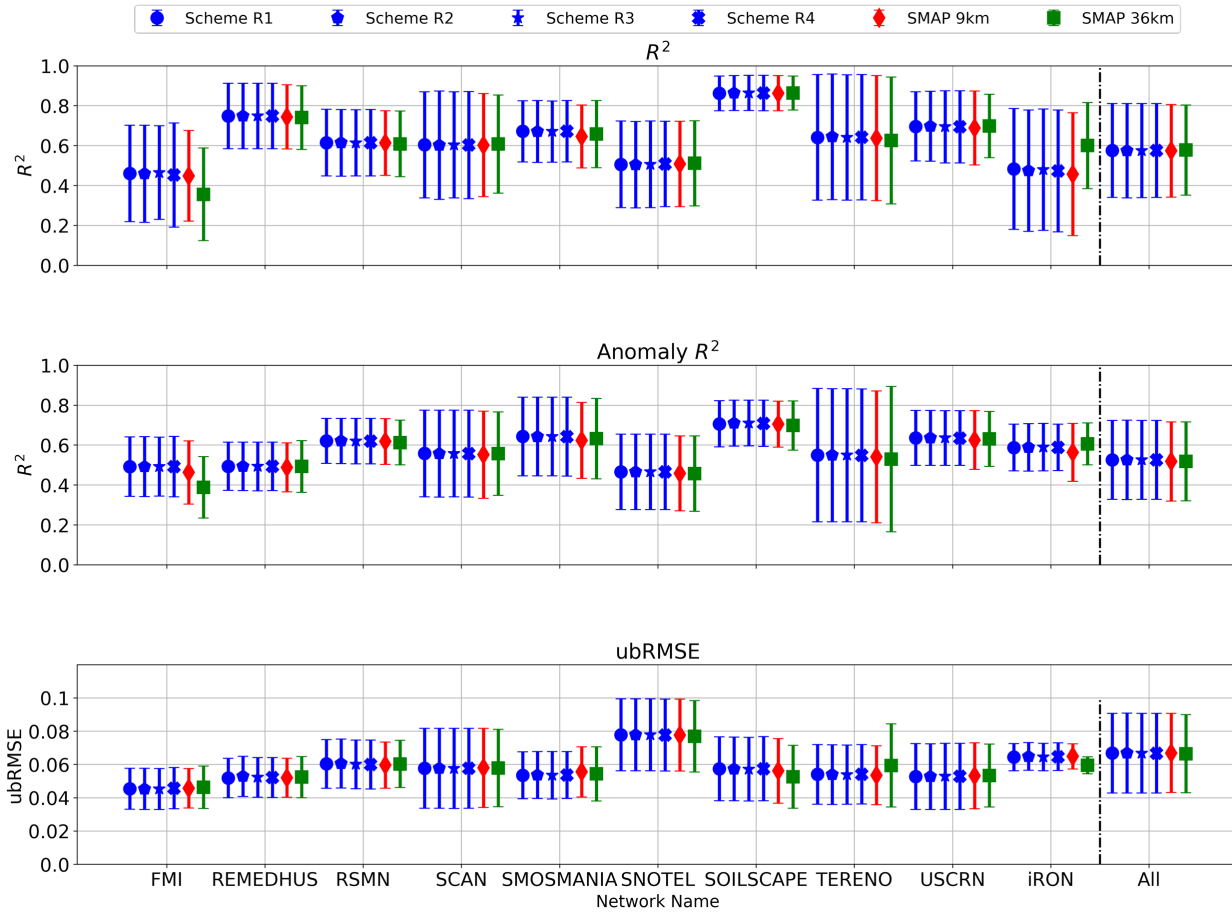 Scheme R1 Scheme R2 Scheme R3 Scheme R4 SMAP 9km SMAP 36km
R²
1.0
0.8
0.6
0.4
0.2
0.0
R²
Anomaly R²
1.0
0.8
0.6
0.4
0.2
0.0
R²
ubRMSE
0.1
0.08
0.06
0.04
0.02
0.0
ubRMSE
FMI REMEDHUS RSMN SCAN SMOSMANIA SNOTEL SOILSCAPE TERENO USCRN iRON All
Network Name